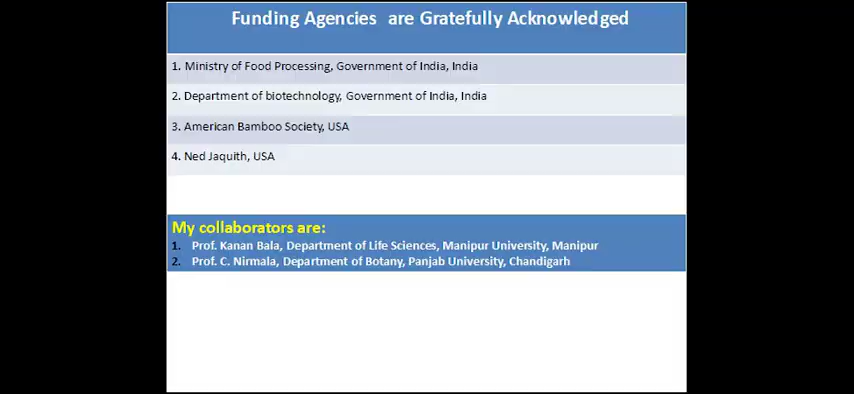 Funding Agencies are Gratefully Acknowledged
1. Ministry of Food Processing, Government of India, India
2. Department of biotechnology, Government of India, India
3. American Bamboo Society, USA
4. Ned Jaquith, USA
My collaborators are:
1. Prof. Kanan Bala, Department of Life Sciences, Manipur University, Manipur
2. Prof. C. Nirmala, Department of Botany, Panjab University, Chandigarh